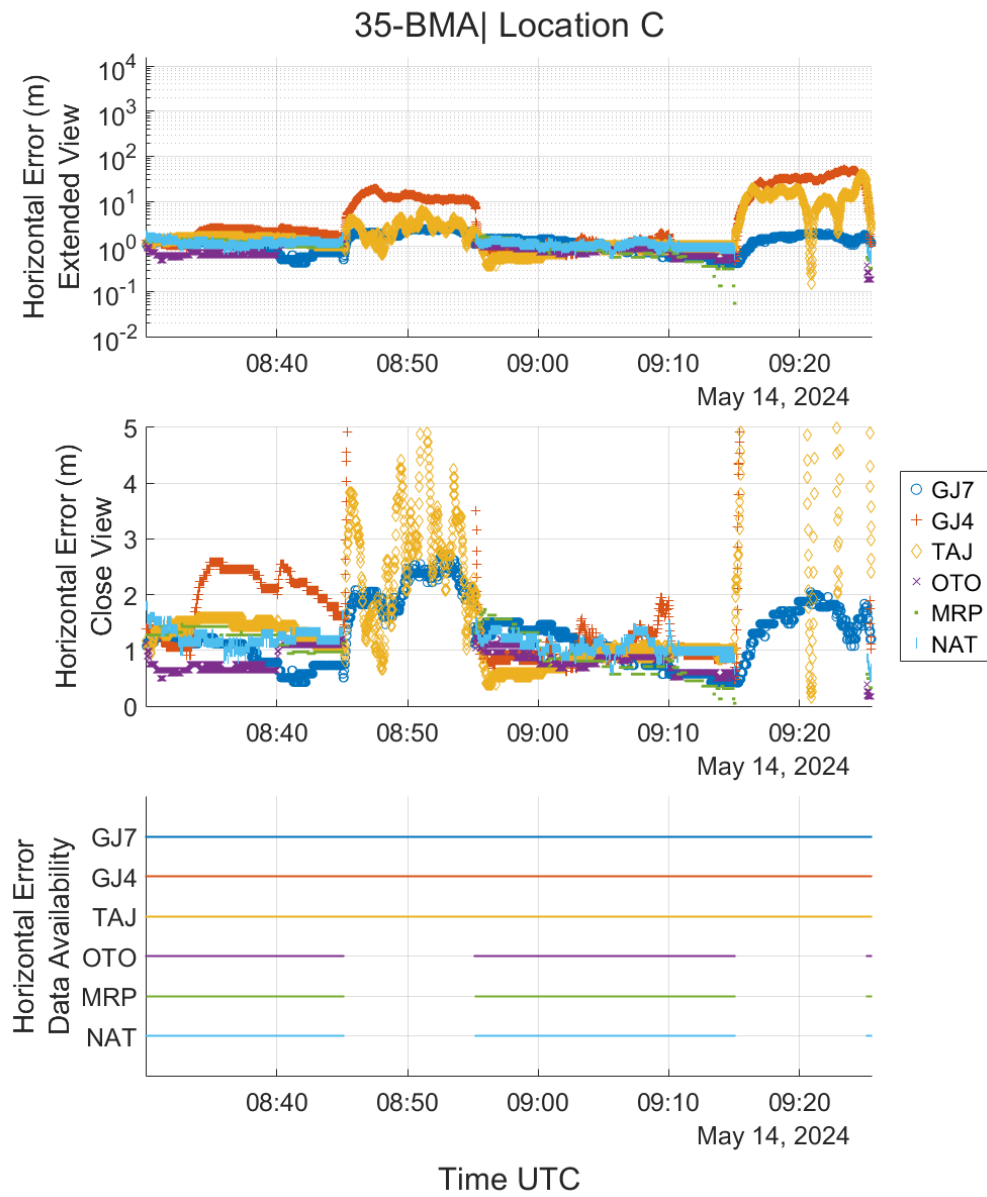 35-BMA| Location C
Horizontal Error (m)
Extended View
10^4
10^3
10^2
10^1
10^0
10^-1
10^-2
08:40 08:50 09:00 09:10 09:20
May 14, 2024
Horizontal Error (m)
Close View
5
4
3
2
1
0
08:40 08:50 09:00 09:10 09:20
May 14, 2024
GJ7
GJ4
TAJ
OTO
MRP
NAT
Horizontal Error
Data Availability
GJ7
GJ4
TAJ
OTO
MRP
NAT
08:40 08:50 09:00 09:10 09:20
May 14, 2024
Time UTC